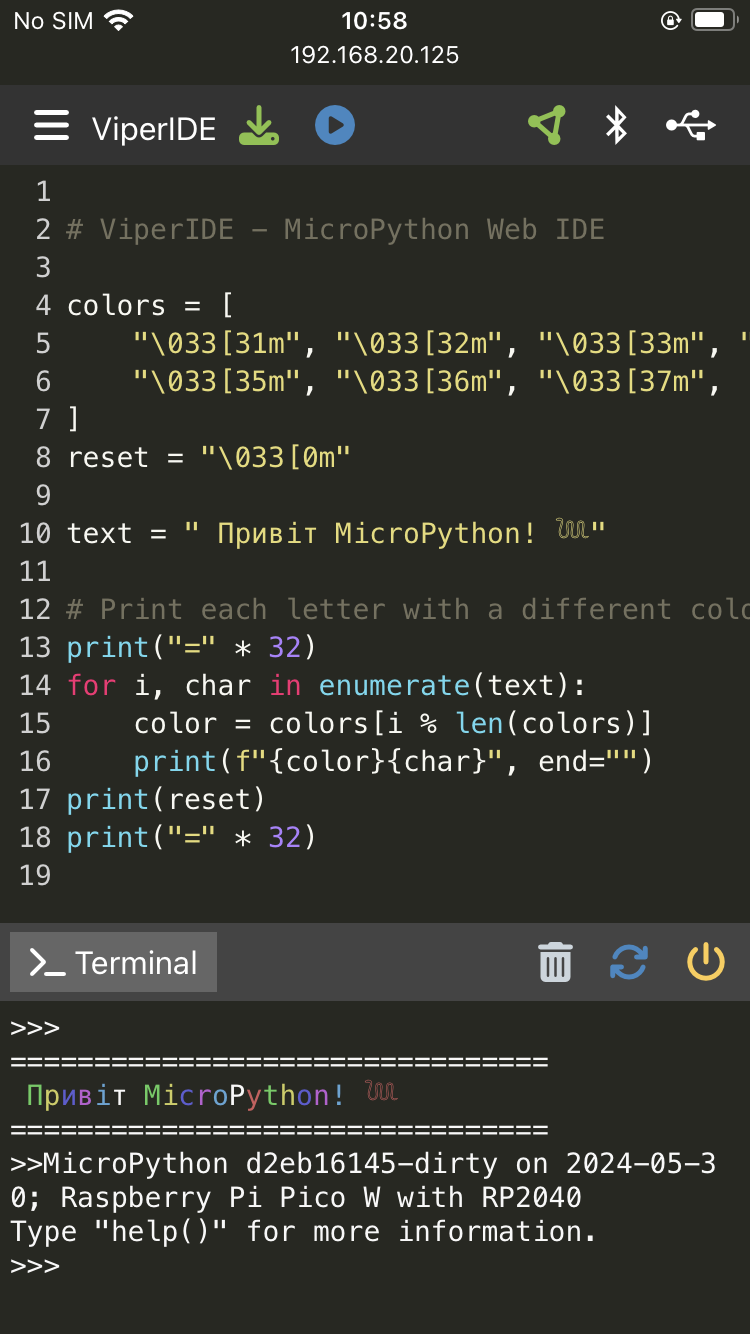 No SIM 10:58
192.168.20.125
ViperIDE
1
2 # ViperIDE - MicroPython Web IDE
3
4 colors = [
5     "\033[31m", "\033[32m", "\033[33m", "
6     "\033[35m", "\033[36m", "\033[37m",
7 ]
8 reset = "\033[0m"
9
10 text = " Привіт MicroPython! 𓆙"
11
12 # Print each letter with a different colo
13 print("=" * 32)
14 for i, char in enumerate(text):
15     color = colors[i % len(colors)]
16     print(f"{color}{char}", end="")
17 print(reset)
18 print("=" * 32)
19
Terminal
>>>
================================
 Привіт MicroPython! 𓆙
================================
>>MicroPython d2eb16145-dirty on 2024-05-3
0; Raspberry Pi Pico W with RP2040
Type "help()" for more information.
>>>